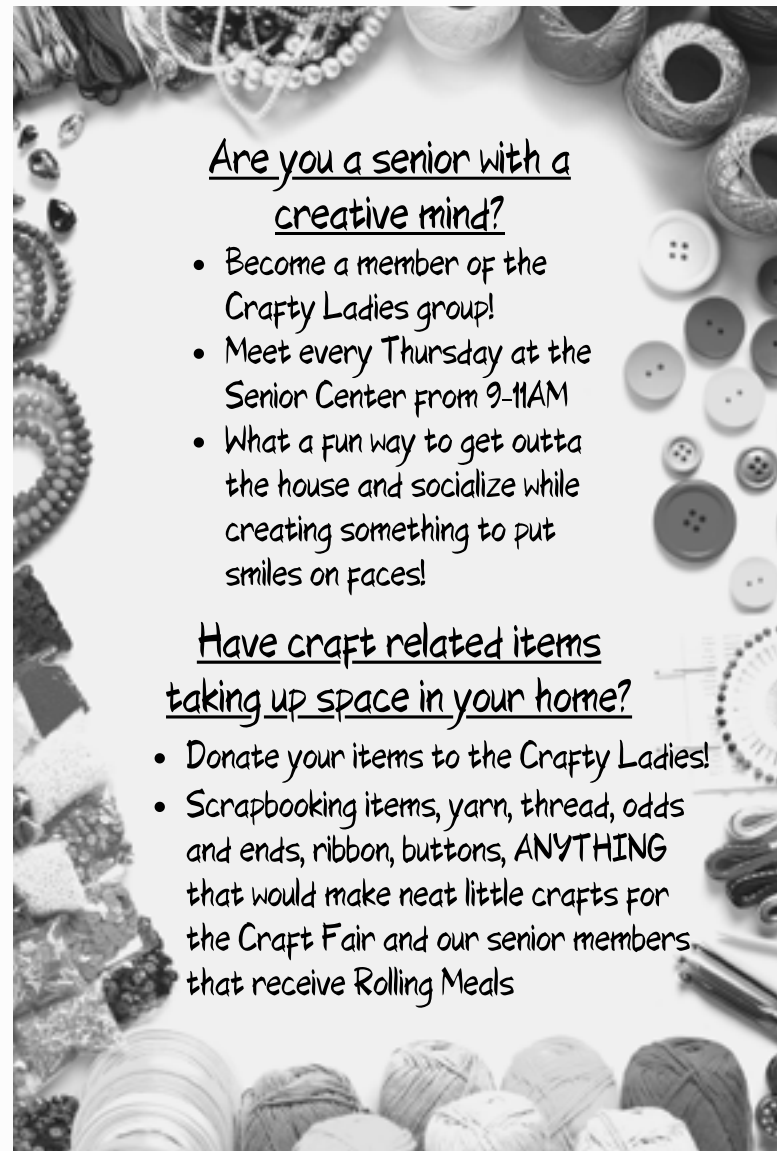 Are you a senior with a
creative mind?
• Become a member of the
Crafty Ladies group!
• Meet every Thursday at the
Senior Center from 9-11AM
• What a fun way to get outta
the house and socialize while
creating something to put
smiles on faces!
Have craft related items
taking up space in your home?
• Donate your items to the Crafty Ladies!
• Scrapbooking items, yarn, thread, odds
and ends, ribbon, buttons, ANYTHING
that would make neat little crafts for
the Craft Fair and our senior members
that receive Rolling Meals